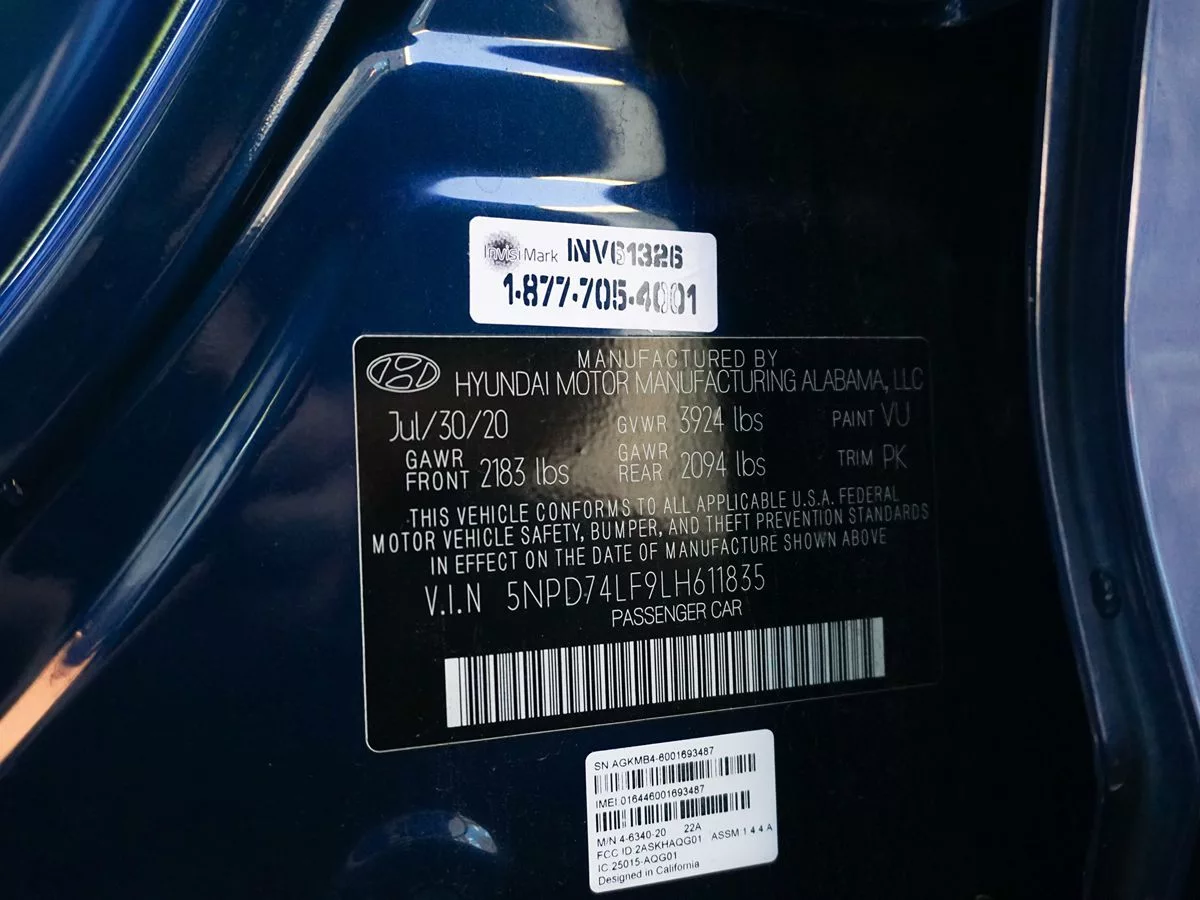 InvisiMark INV61326
1-877-705-4001
MANUFACTURED BY
HYUNDAI MOTOR MANUFACTURING ALABAMA, LLC
Jul/30/20 GVWR 3924 lbs PAINT VU
GAWR FRONT 2183 lbs GAWR REAR 2094 lbs TRIM PK
THIS VEHICLE CONFORMS TO ALL APPLICABLE U.S.A. FEDERAL
MOTOR VEHICLE SAFETY, BUMPER, AND THEFT PREVENTION STANDARDS
IN EFFECT ON THE DATE OF MANUFACTURE SHOWN ABOVE
V.I.N 5NPD74LF9LH611835
PASSENGER CAR
SN AGKMB4-6001693487
IMEI:016446001693487
M/N 4-6340-20 22A
FCC ID:2ASKHAQG01 ASSM 1 4 4 A
IC 25015-AQG01
Designed in California